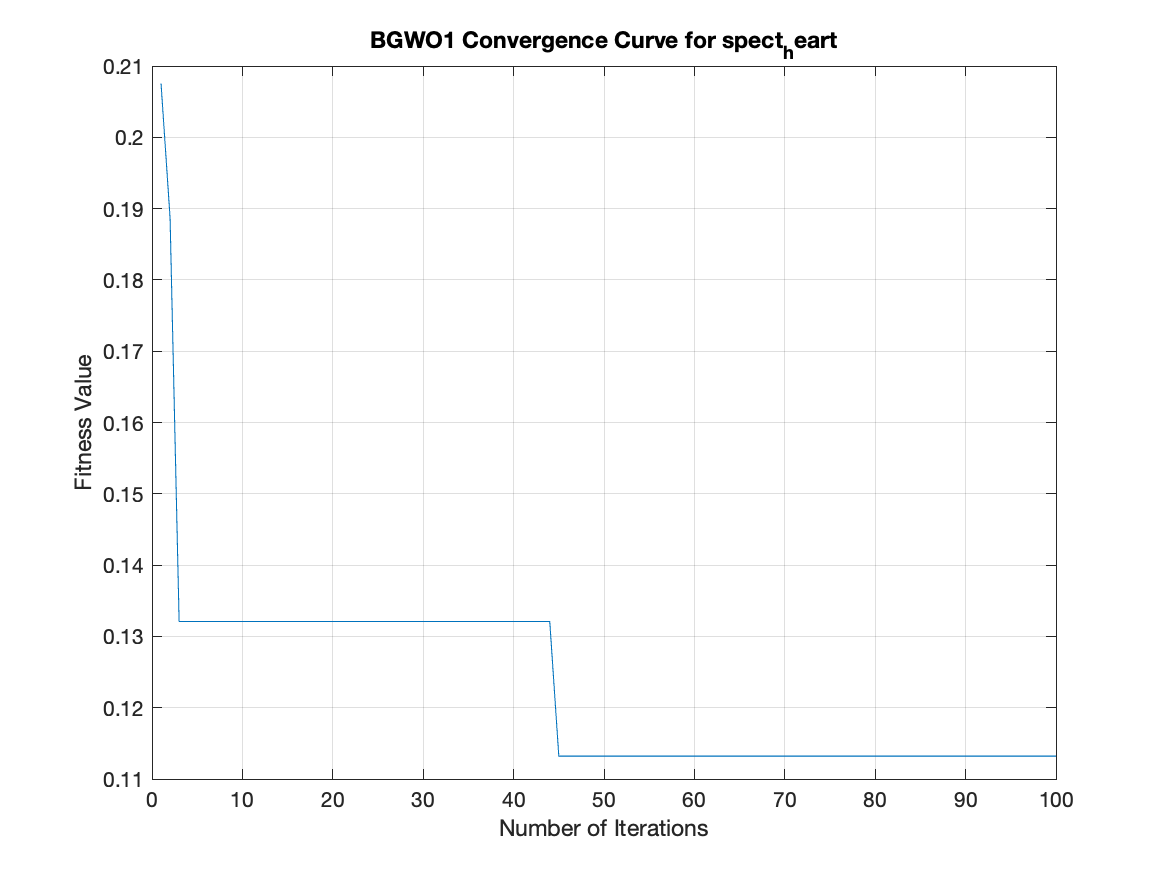 BGWO1 Convergence Curve for spect_heart
0.21
0.2
0.19
0.18
0.17
0.16
0.15
0.14
0.13
0.12
0.11
Fitness Value
0 10 20 30 40 50 60 70 80 90 100
Number of Iterations